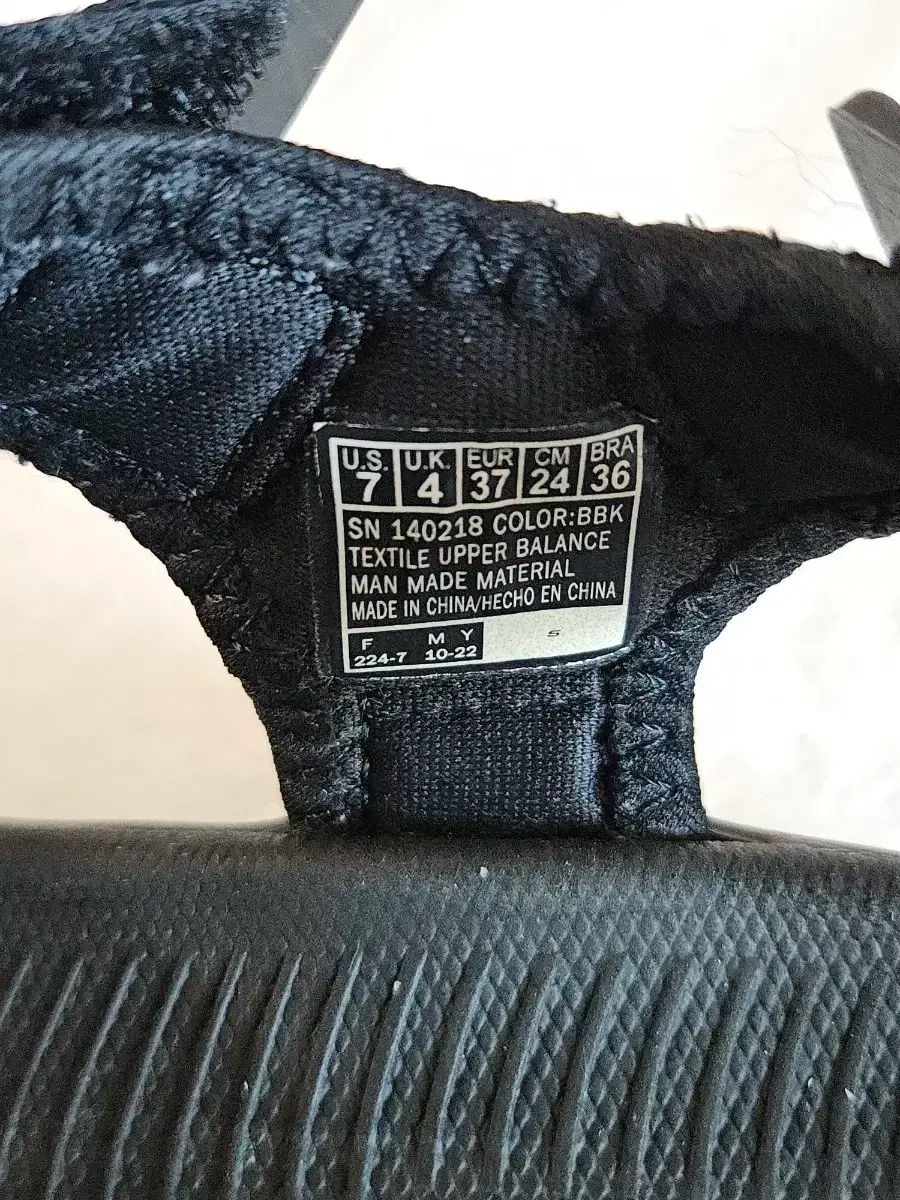 U.S. U.K. EUR CM BRA
7 4 37 24 36
SN 140218 COLOR:BBK
TEXTILE UPPER BALANCE
MAN MADE MATERIAL
MADE IN CHINA/HECHO EN CHINA
F M Y
224-7 10-22
S